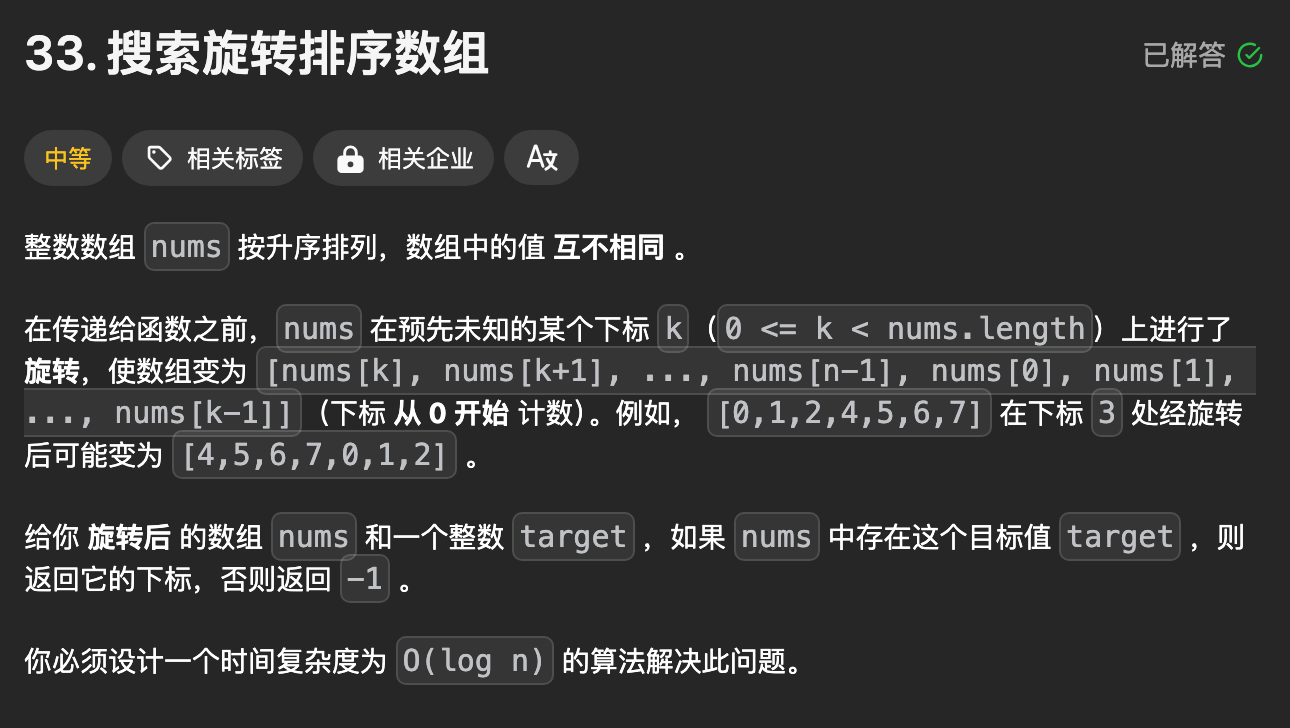 33. 搜索旋转排序数组
已解答
中等
相关标签
相关企业
整数数组 nums 按升序排列，数组中的值 互不相同 。
在传递给函数之前，nums 在预先未知的某个下标 k（0 <= k < nums.length）上进行了
旋转，使数组变为 [nums[k], nums[k+1], ..., nums[n-1], nums[0], nums[1],
..., nums[k-1]]（下标 从 0 开始 计数）。例如， [0,1,2,4,5,6,7] 在下标 3 处经旋转
后可能变为 [4,5,6,7,0,1,2] 。
给你 旋转后 的数组 nums 和一个整数 target ，如果 nums 中存在这个目标值 target ，则
返回它的下标，否则返回 -1 。
你必须设计一个时间复杂度为 O(log n) 的算法解决此问题。